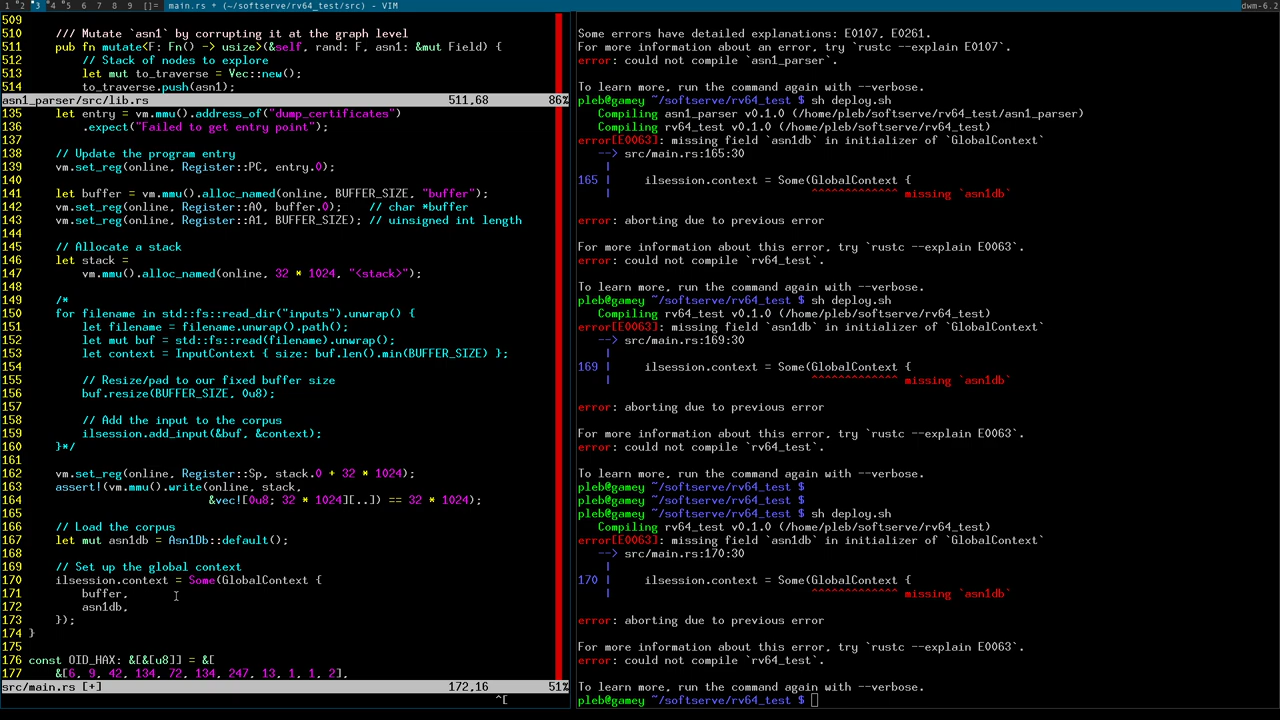 1 °2 °3 °4 °5 6 7 8 9 []= main.rs + (~/softserve/rv64_test/src) - VIM dwm-6.2
509
510     /// Mutate `asn1` by corrupting it at the graph level
511     pub fn mutate<F: Fn() -> usize>(&self, rand: F, asn1: &mut Field) {
512         // Stack of nodes to explore
513         let mut to_traverse = Vec::new();
514         to_traverse.push(asn1);
asn1_parser/src/lib.rs 511,68 86%
135     let entry = vm.mmu().address_of("dump_certificates")
136         .expect("Failed to get entry point");
137
138     // Update the program entry
139     vm.set_reg(online, Register::PC, entry.0);
140
141     let buffer = vm.mmu().alloc_named(online, BUFFER_SIZE, "buffer");
142     vm.set_reg(online, Register::A0, buffer.0);    // char *buffer
143     vm.set_reg(online, Register::A1, BUFFER_SIZE); // uinsigned int length
144
145     // Allocate a stack
146     let stack =
147         vm.mmu().alloc_named(online, 32 * 1024, "<stack>");
148
149     /*
150     for filename in std::fs::read_dir("inputs").unwrap() {
151         let filename = filename.unwrap().path();
152         let mut buf = std::fs::read(filename).unwrap();
153         let context = InputContext { size: buf.len().min(BUFFER_SIZE) };
154
155         // Resize/pad to our fixed buffer size
156         buf.resize(BUFFER_SIZE, 0u8);
157
158         // Add the input to the corpus
159         ilsession.add_input(&buf, &context);
160     }*/
161
162     vm.set_reg(online, Register::Sp, stack.0 + 32 * 1024);
163     assert!(vm.mmu().write(online, stack,
164                            &vec![0u8; 32 * 1024][..]) == 32 * 1024);
165
166     // Load the corpus
167     let mut asn1db = Asn1Db::default();
168
169     // Set up the global context
170     ilsession.context = Some(GlobalContext {
171         buffer,
172         asn1db,
173     });
174 }
175
176 const OID_HAX: &[&[u8]] = &[
177     &[6, 9, 42, 134, 72, 134, 247, 13, 1, 1, 2],
src/main.rs [+] 172,16 51%
^[
Some errors have detailed explanations: E0107, E0261.
For more information about an error, try `rustc --explain E0107`.
error: could not compile `asn1_parser`.

To learn more, run the command again with --verbose.
pleb@gamey ~/softserve/rv64_test $ sh deploy.sh
   Compiling asn1_parser v0.1.0 (/home/pleb/softserve/rv64_test/asn1_parser)
   Compiling rv64_test v0.1.0 (/home/pleb/softserve/rv64_test)
error[E0063]: missing field `asn1db` in initializer of `GlobalContext`
   --> src/main.rs:165:30
    |
165 |     ilsession.context = Some(GlobalContext {
    |                              ^^^^^^^^^^^^^ missing `asn1db`

error: aborting due to previous error

For more information about this error, try `rustc --explain E0063`.
error: could not compile `rv64_test`.

To learn more, run the command again with --verbose.
pleb@gamey ~/softserve/rv64_test $ sh deploy.sh
   Compiling rv64_test v0.1.0 (/home/pleb/softserve/rv64_test)
error[E0063]: missing field `asn1db` in initializer of `GlobalContext`
   --> src/main.rs:169:30
    |
169 |     ilsession.context = Some(GlobalContext {
    |                              ^^^^^^^^^^^^^ missing `asn1db`

error: aborting due to previous error

For more information about this error, try `rustc --explain E0063`.
error: could not compile `rv64_test`.

To learn more, run the command again with --verbose.
pleb@gamey ~/softserve/rv64_test $
pleb@gamey ~/softserve/rv64_test $
pleb@gamey ~/softserve/rv64_test $ sh deploy.sh
   Compiling rv64_test v0.1.0 (/home/pleb/softserve/rv64_test)
error[E0063]: missing field `asn1db` in initializer of `GlobalContext`
   --> src/main.rs:170:30
    |
170 |     ilsession.context = Some(GlobalContext {
    |                              ^^^^^^^^^^^^^ missing `asn1db`

error: aborting due to previous error

For more information about this error, try `rustc --explain E0063`.
error: could not compile `rv64_test`.

To learn more, run the command again with --verbose.
pleb@gamey ~/softserve/rv64_test $